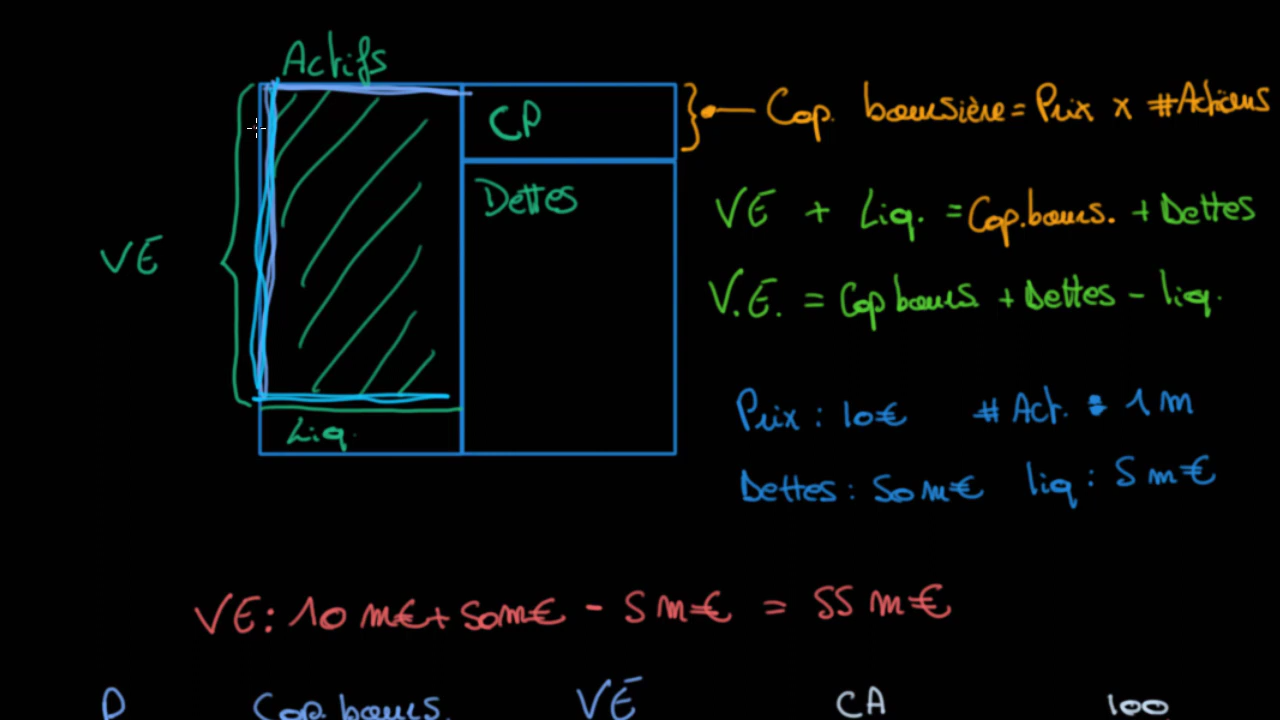 Actifs
CP
Cap. boursière = Prix x #Actions
Dettes
VE + Liq. = Cap.bours. + Dettes
VE
V.E. = Cap bours + Dettes - liq.
Prix : 10€ # Act. : 1 m
Liq.
Dettes : 50 m€ liq : 5 m€
VE : 10 m€ + 50 m€ - 5 m€ = 55 m€
Cap. bours. VE CA 100